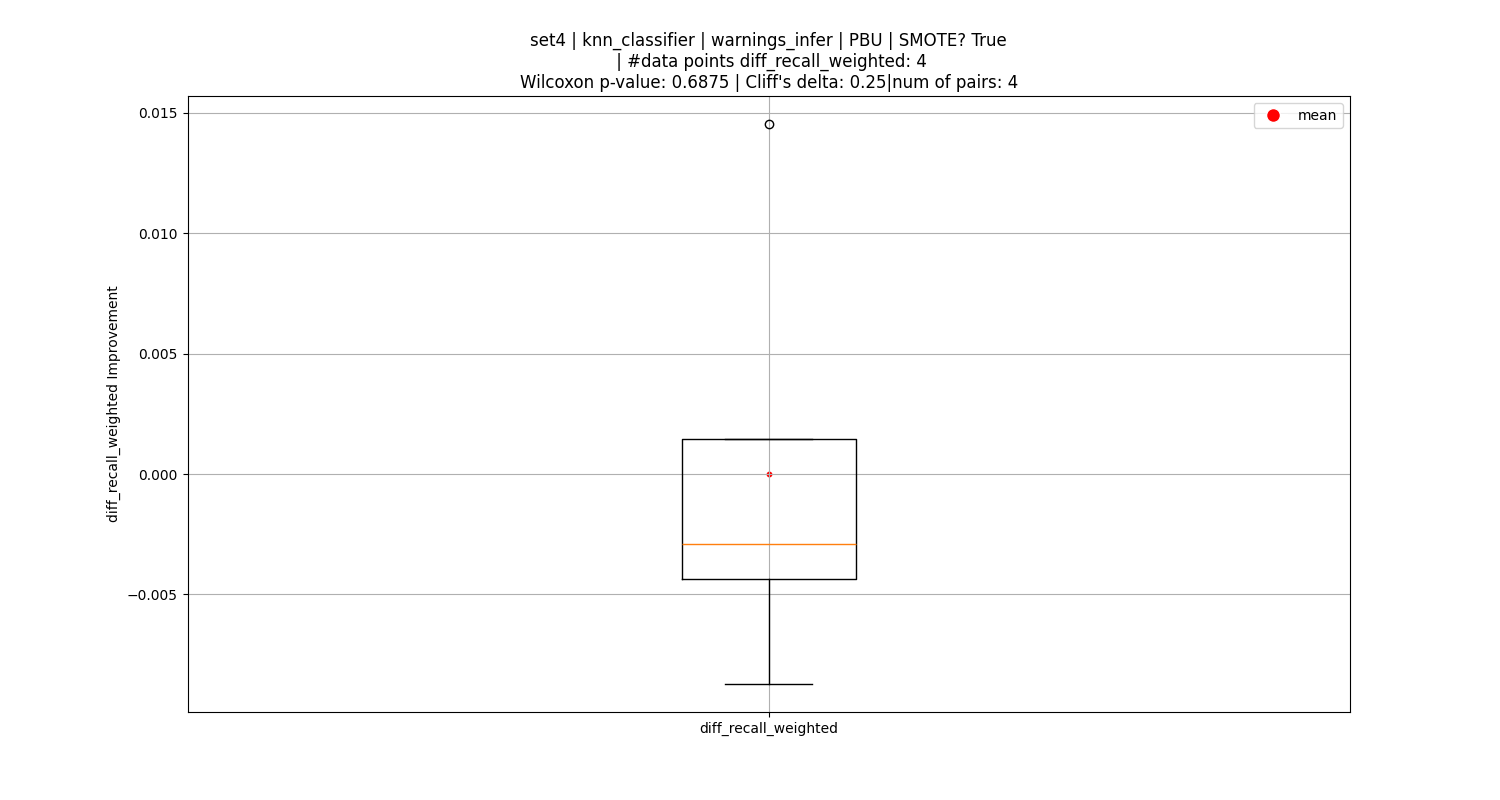 set4 | knn_classifier | warnings_infer | PBU | SMOTE? True
| #data points diff_recall_weighted: 4
Wilcoxon p-value: 0.6875 | Cliff's delta: 0.25|num of pairs: 4
mean
0.015
0.010
0.005
0.000
−0.005
diff_recall_weighted Improvement
diff_recall_weighted